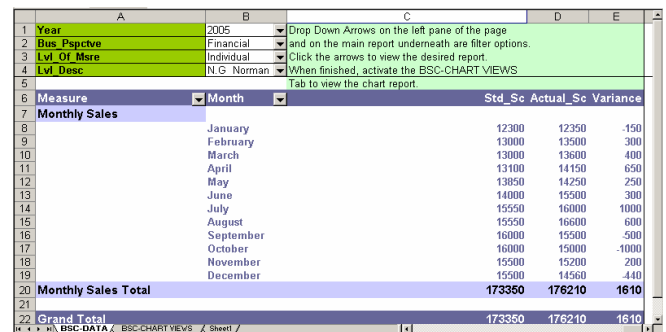 A B C D E
1 Year 2005 Drop Down Arrows on the left pane of the page
2 Bus_Pspctve Financial and on the main report underneath are filter options.
3 Lvl_Of_Msre Individual Click the arrows to view the desired report.
4 Lvl_Desc N.G Norman When finished, activate the BSC-CHART VIEWS
5 Tab to view the chart report.
6 Measure Month Std_Sc Actual_Sc Variance
7 Monthly Sales
8 January 12300 12350 -150
9 February 13000 13500 300
10 March 13000 13600 400
11 April 13100 14150 650
12 May 13850 14250 250
13 June 14000 15500 300
14 July 15550 16000 1000
15 August 15550 16600 600
16 September 16000 15500 -500
17 October 16000 15000 -1000
18 November 15500 15200 200
19 December 15500 14560 -440
20 Monthly Sales Total 173350 176210 1610
21
22 Grand Total 173350 176210 1610
BSC-DATA BSC-CHART VIEWS Sheet1